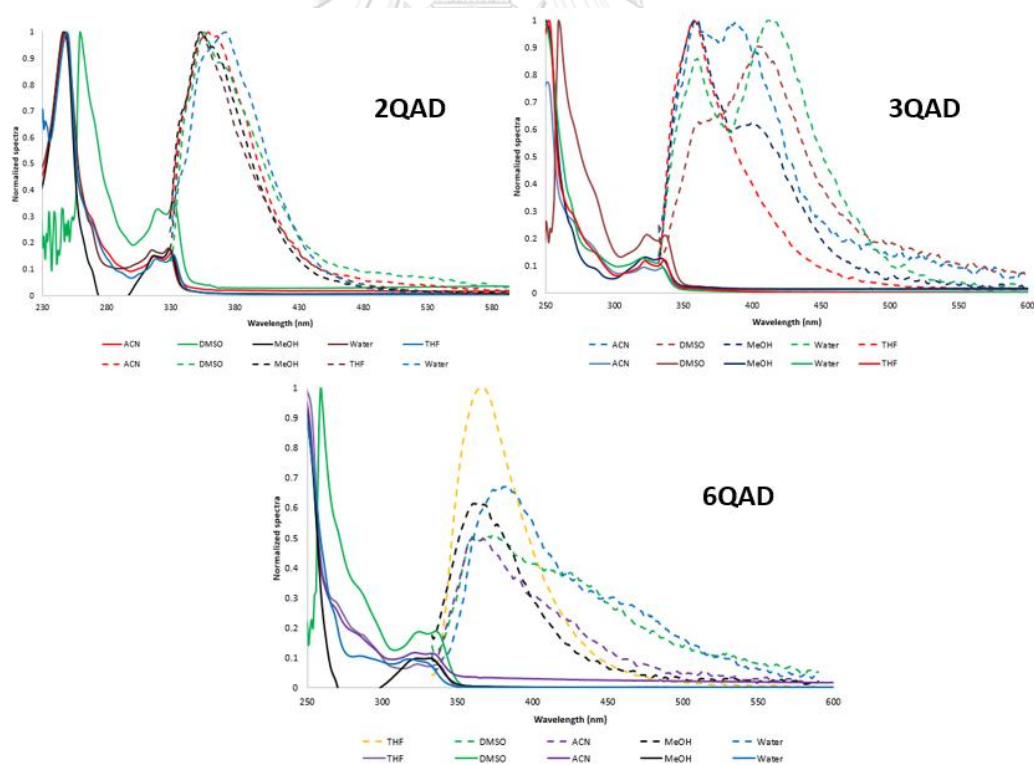 2QAD
Normalized spectra
1
0.9
0.8
0.7
0.6
0.5
0.4
0.3
0.2
0.1
0
230 280 330 380 430 480 530 580
Wavelength (nm)
ACN DMSO MeOH Water THF
ACN DMSO MeOH THF Water
3QAD
Normalized spectra
1
0.9
0.8
0.7
0.6
0.5
0.4
0.3
0.2
0.1
0
250 300 350 400 450 500 550 600
Wavelength (nm)
ACN DMSO MeOH Water THF
ACN DMSO MeOH Water THF
6QAD
Normalized spectra
1
0.9
0.8
0.7
0.6
0.5
0.4
0.3
0.2
0.1
0
250 300 350 400 450 500 550 600
Wavelength (nm)
THF DMSO ACN MeOH Water
THF DMSO ACN MeOH Water